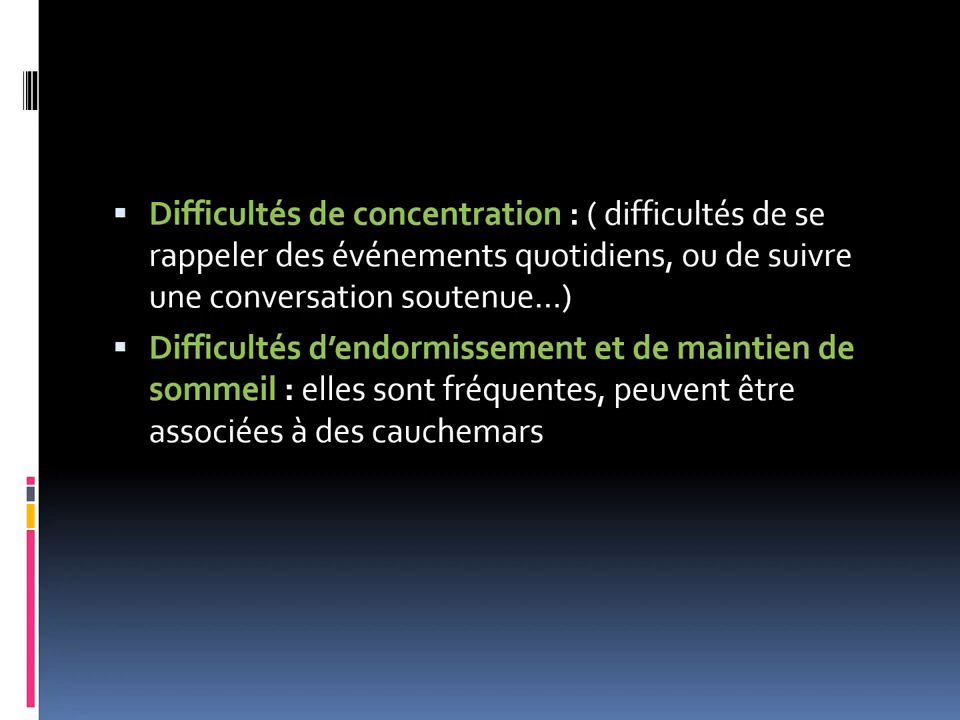 ▪ Difficultés de concentration : ( difficultés de se
rappeler des événements quotidiens, ou de suivre
une conversation soutenue...)
▪ Difficultés d’endormissement et de maintien de
sommeil : elles sont fréquentes, peuvent être
associées à des cauchemars